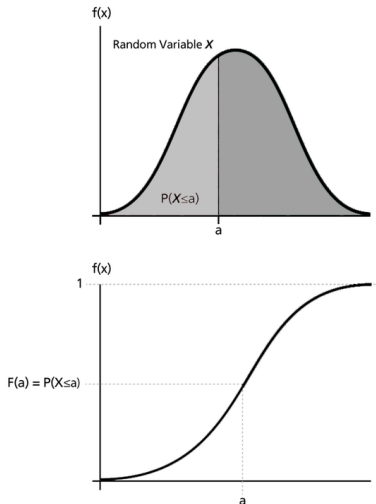 f(x)
Random Variable X
P(X≤a)
a
f(x)
1
F(a) = P(X≤a)
a